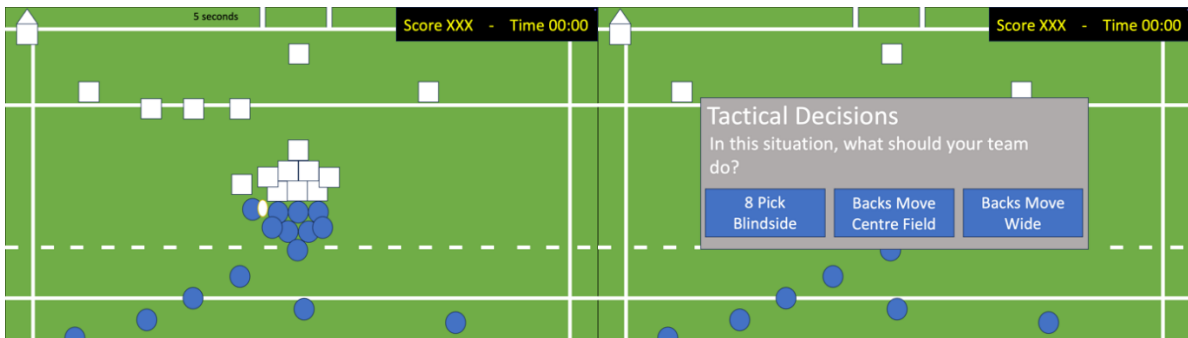 5 seconds
Score XXX - Time 00:00
Score XXX - Time 00:00
Tactical Decisions
In this situation, what should your team
do?
8 Pick
Blindside
Backs Move
Centre Field
Backs Move
Wide